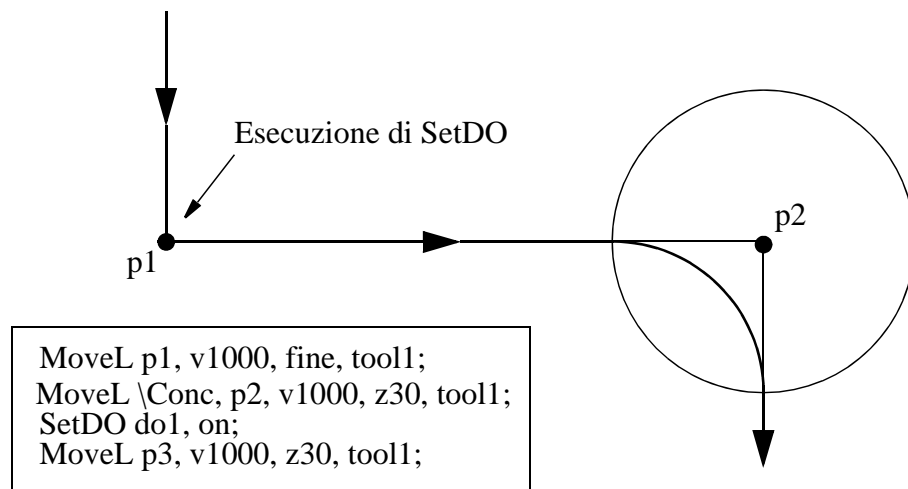 Esecuzione di SetDO
p2
p1
MoveL p1, v1000, fine, tool1;
MoveL \Conc, p2, v1000, z30, tool1;
SetDO do1, on;
MoveL p3, v1000, z30, tool1;